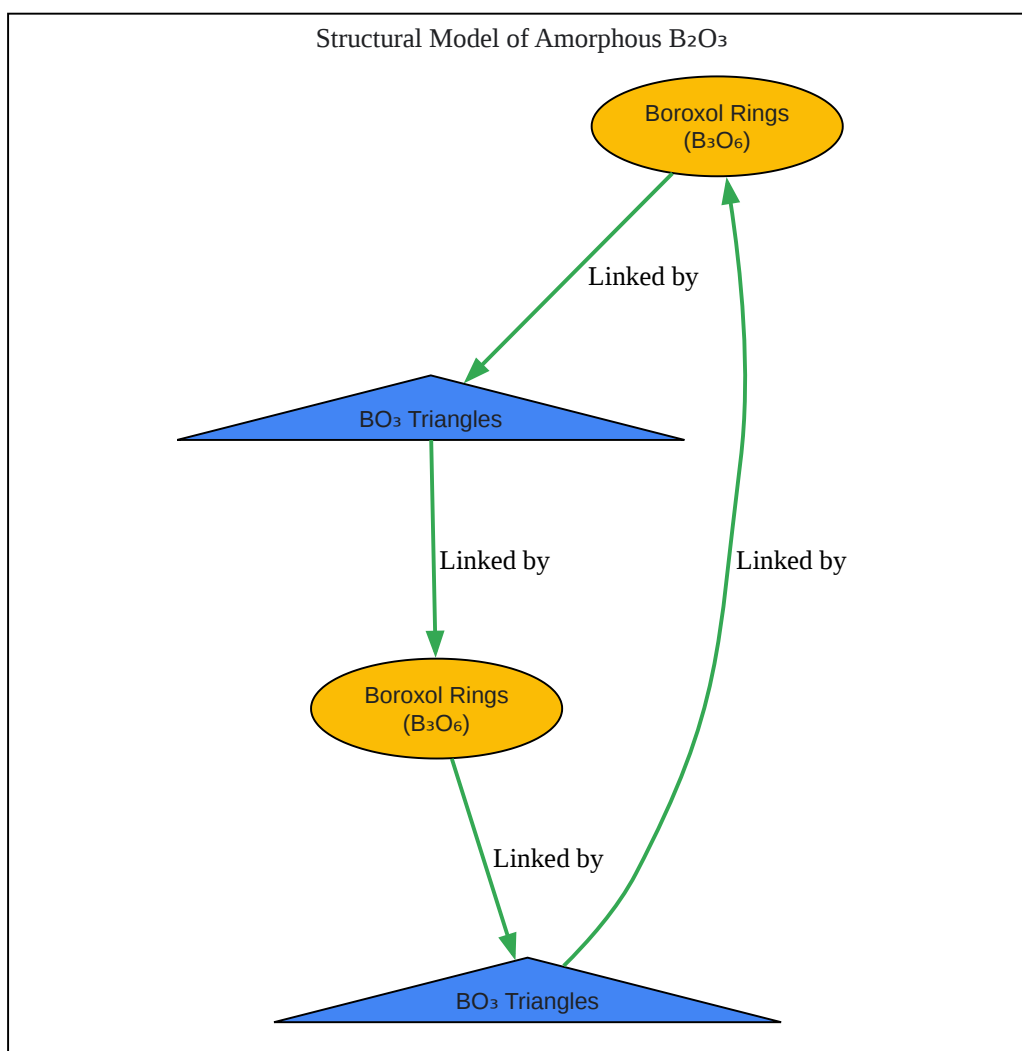 Structural Model of Amorphous B₂O₃
Boroxol Rings
(B₃O₆)
Linked by
BO₃ Triangles
Linked by
Linked by
Boroxol Rings
(B₃O₆)
Linked by
BO₃ Triangles